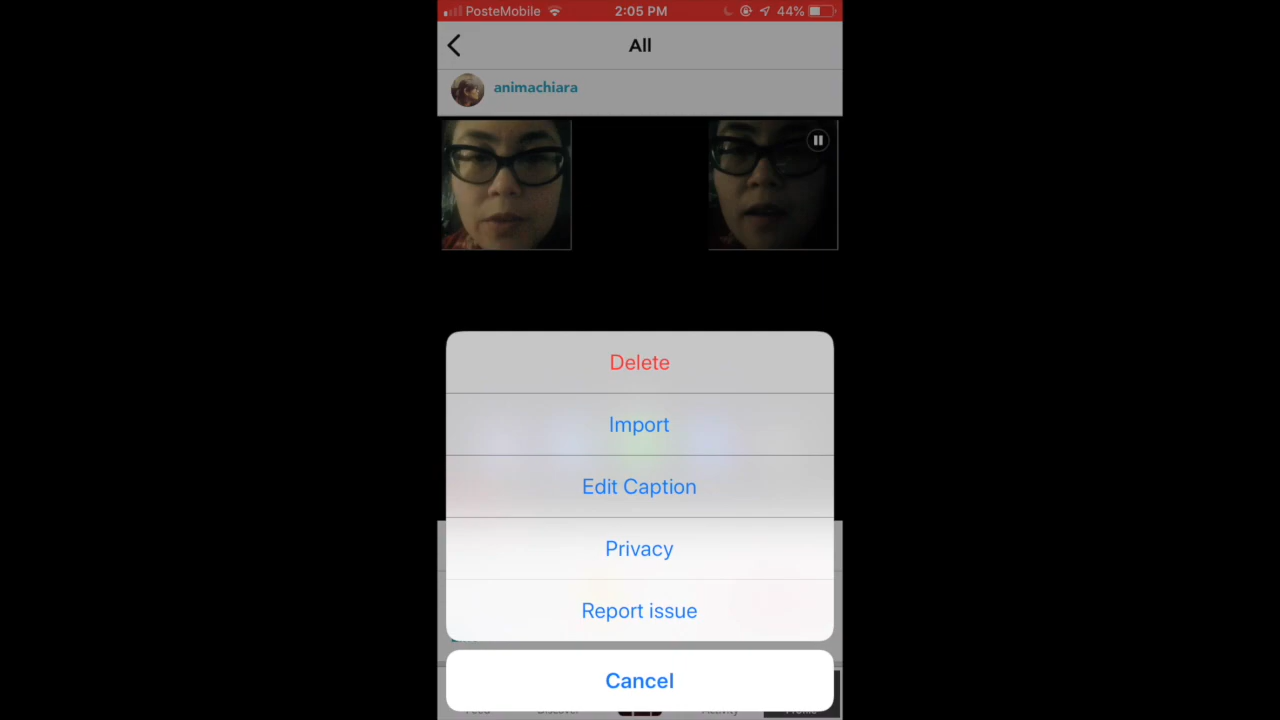 PosteMobile 2:05 PM 44%
All
animachiara
Delete
Import
Edit Caption
Privacy
Report issue
Cancel